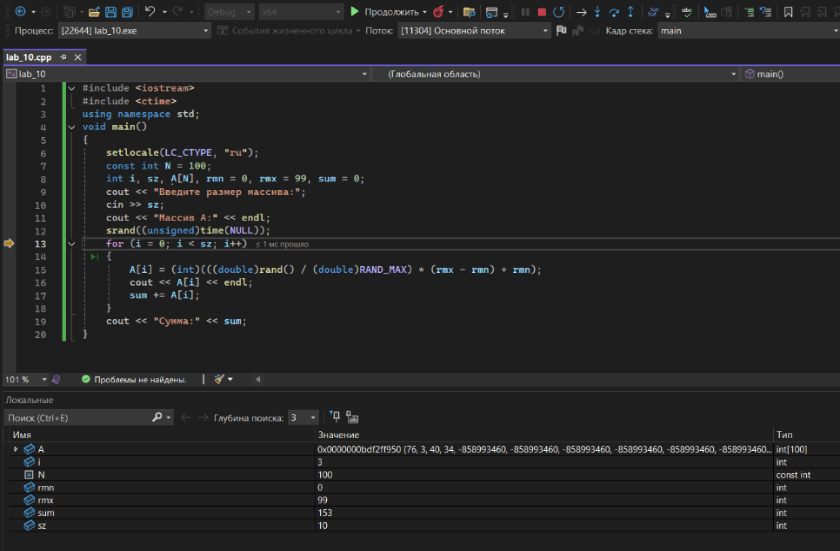 Debug x64 Продолжить
Процесс: [22644] lab_10.exe События жизненного цикла Поток: [11304] Основной поток Кадр стека: main
lab_10.cpp
lab_10 (Глобальная область) main()
1 #include <iostream>
2 #include <ctime>
3 using namespace std;
4 void main()
5 {
6 setlocale(LC_CTYPE, "ru");
7 const int N = 100;
8 int i, sz, A[N], rmn = 0, rmx = 99, sum = 0;
9 cout << "Введите размер массива:";
10 cin >> sz;
11 cout << "Массив A:" << endl;
12 srand((unsigned)time(NULL));
13 for (i = 0; i < sz; i++) ≤ 1 мс прошло
14 {
15 A[i] = (int)(((double)rand() / (double)RAND_MAX) * (rmx - rmn) + rmn);
16 cout << A[i] << endl;
17 sum += A[i];
18 }
19 cout << "Сумма:" << sum;
20 }
101 % Проблемы не найдены.
Локальные
Поиск (Ctrl+E) Глубина поиска: 3
Имя Значение Тип
A 0x0000000bdf2ff950 {76, 3, 40, 34, -858993460, -858993460, -858993460, -858993460, -858993460, -858993460, -858993460... int[100]
i 3 int
N 100 const int
rmn 0 int
rmx 99 int
sum 153 int
sz 10 int